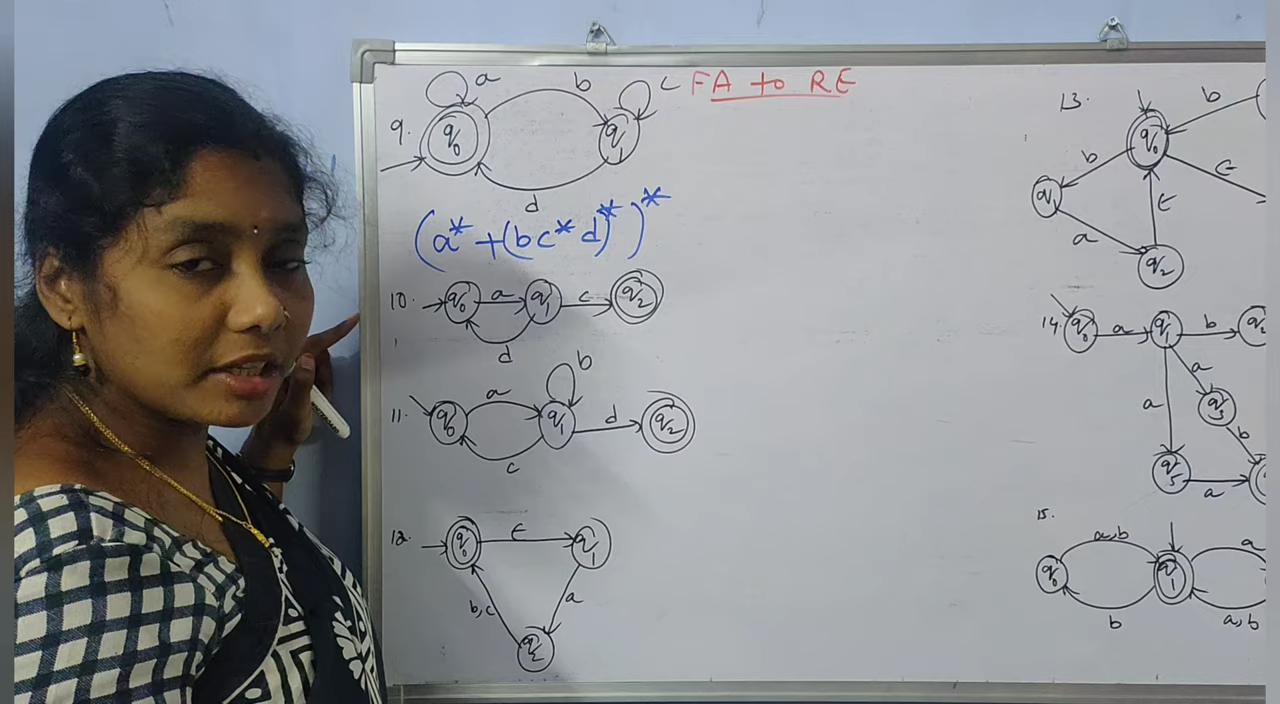 FA to RE
9.
a
b
c
q0
q1
d
(a* + (bc*d)*)*
10.
q0 a q1 c q2
d
11.
b
a
q0 q1 d q2
c
12.
q0 ε q1
b,c a
q2
13.
b
q0
b ε
q1 ε
a
q2
14.
q0 a q1 b q2
a
a q3
b
q5 a
15.
a,b a
q0 q1
b a,b